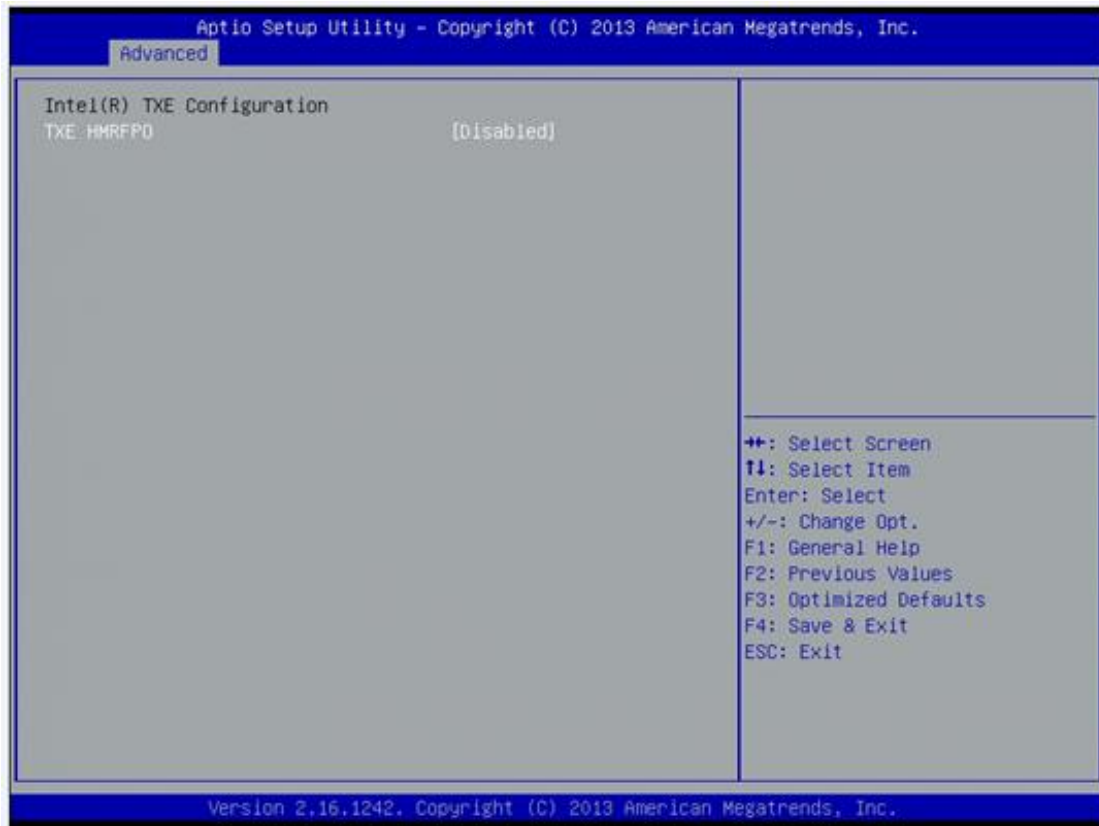 Aptio Setup Utility – Copyright (C) 2013 American Megatrends, Inc.
Advanced
Intel(R) TXE Configuration
TXE HMRFPO [Disabled]
→←: Select Screen
↑↓: Select Item
Enter: Select
+/-: Change Opt.
F1: General Help
F2: Previous Values
F3: Optimized Defaults
F4: Save & Exit
ESC: Exit
Version 2.16.1242. Copyright (C) 2013 American Megatrends, Inc.